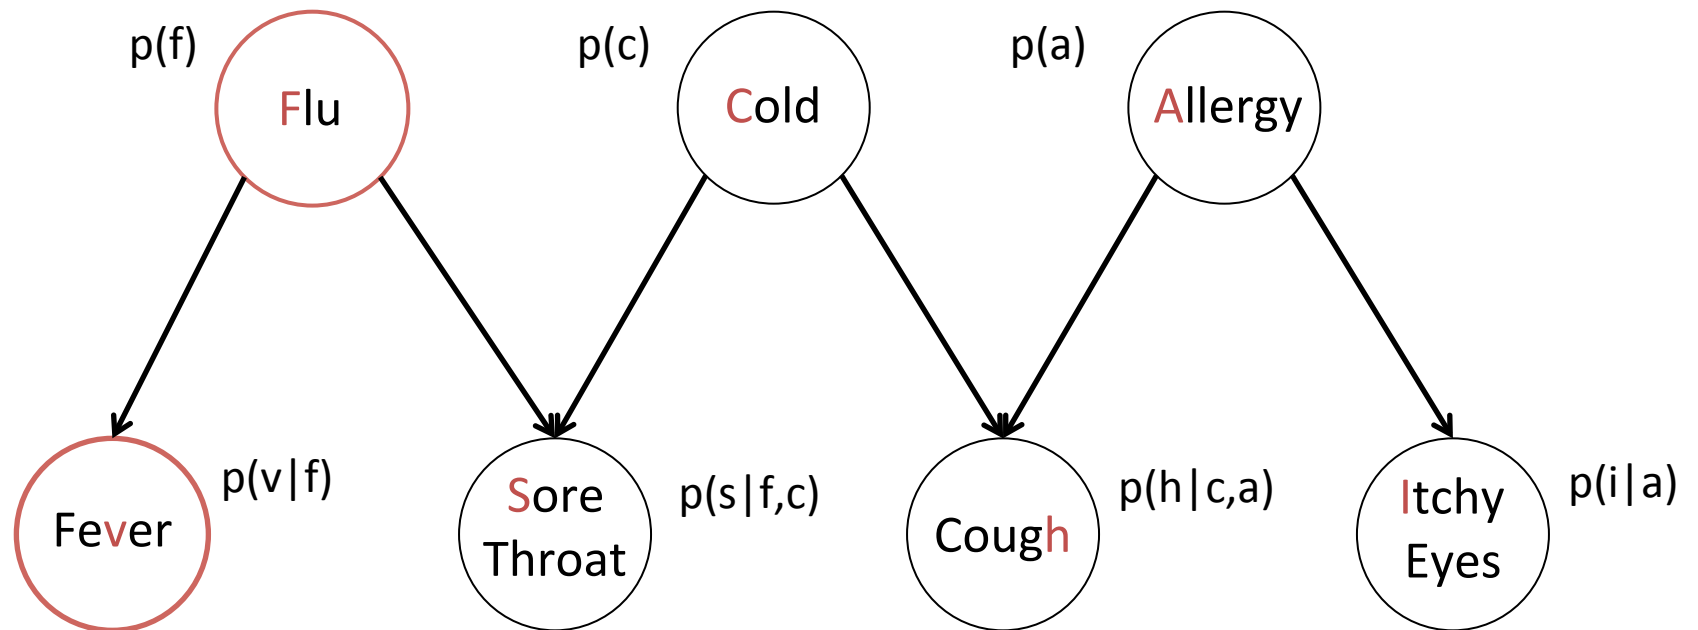 p(f)
Flu
p(c)
Cold
p(a)
Allergy
Fever
p(v|f)
Sore
Throat
p(s|f,c)
Cough
p(h|c,a)
Itchy
Eyes
p(i|a)